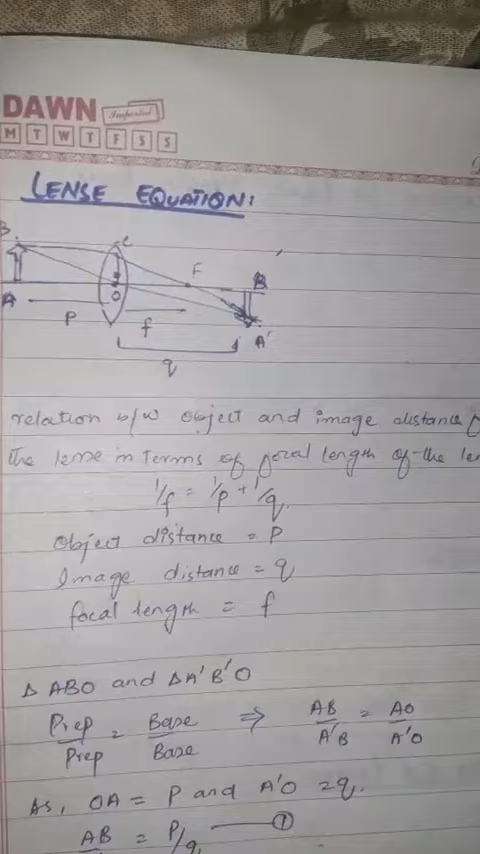 DAWN Imported
M T W T F S S
LENSE EQUATION:
B C
F B
A O
P f A'
q
relation b/w object and image distance
the lense in terms of focal length of the
1/f = 1/p + 1/q
Object distance = P
Image distance = q
focal length = f
Δ ABO and ΔA'B'O
Prep/Prep = Base/Base ⇒ AB/A'B = AO/A'O
As, OA = P and A'O = q.
AB = P/q ①